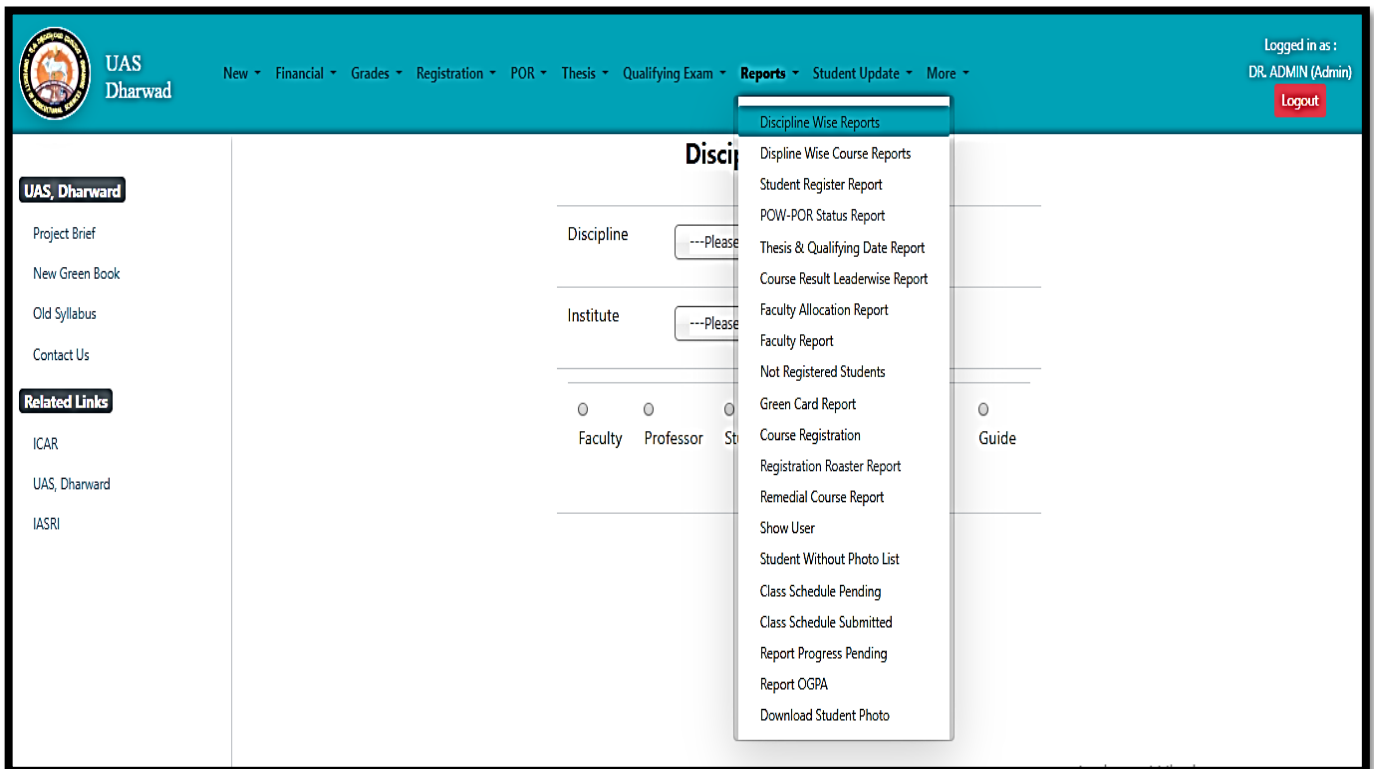 UAS
Dharwad
New Financial Grades Registration POR Thesis Qualifying Exam Reports Student Update More
Logged in as :
DR. ADMIN (Admin)
Logout
Discipline Wise Reports
Displine Wise Course Reports
Student Register Report
POW-POR Status Report
Thesis & Qualifying Date Report
Course Result Leaderwise Report
Faculty Allocation Report
Faculty Report
Not Registered Students
Green Card Report
Course Registration
Registration Roaster Report
Remedial Course Report
Show User
Student Without Photo List
Class Schedule Pending
Class Schedule Submitted
Report Progress Pending
Report OGPA
Download Student Photo
UAS, Dharward
Project Brief
New Green Book
Old Syllabus
Contact Us
Related Links
ICAR
UAS, Dharward
IASRI
Discipline
---Please
Institute
---Please
Faculty Professor Guide